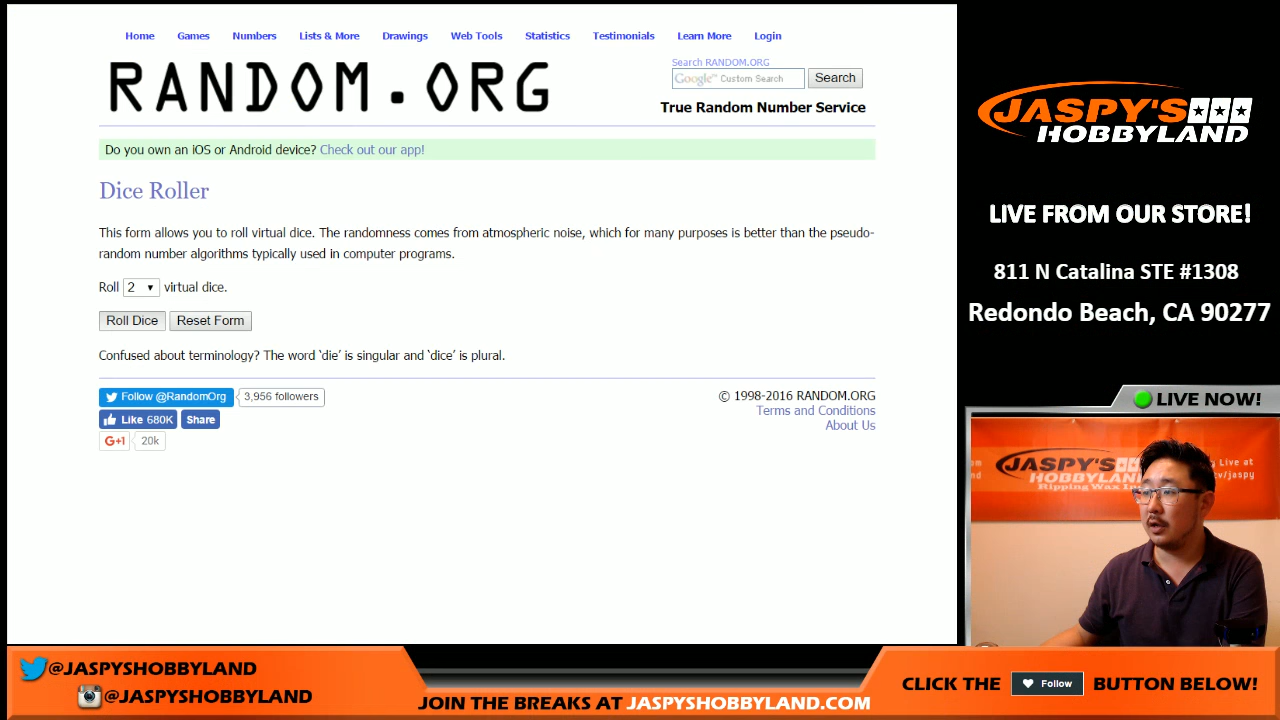 Home Games Numbers Lists & More Drawings Web Tools Statistics Testimonials Learn More Login
RANDOM.ORG
Search RANDOM.ORG
Google™ Custom Search Search
True Random Number Service
Do you own an iOS or Android device? Check out our app!
Dice Roller
This form allows you to roll virtual dice. The randomness comes from atmospheric noise, which for many purposes is better than the pseudo-
random number algorithms typically used in computer programs.
Roll 2 virtual dice.
Roll Dice Reset Form
Confused about terminology? The word ‘die’ is singular and ‘dice’ is plural.
Follow @RandomOrg 3,956 followers
Like 680K Share
G+1 20k
© 1998-2016 RANDOM.ORG
Terms and Conditions
About Us
JASPY'S
HOBBYLAND
LIVE FROM OUR STORE!
811 N Catalina STE #1308
Redondo Beach, CA 90277
LIVE NOW!
JASPY'S
HOBBYLAND
Ripping Wax
Live at
tv/jaspy
@JASPYSHOBBYLAND
@JASPYSHOBBYLAND
JOIN THE BREAKS AT JASPYSHOBBYLAND.COM
CLICK THE Follow BUTTON BELOW!